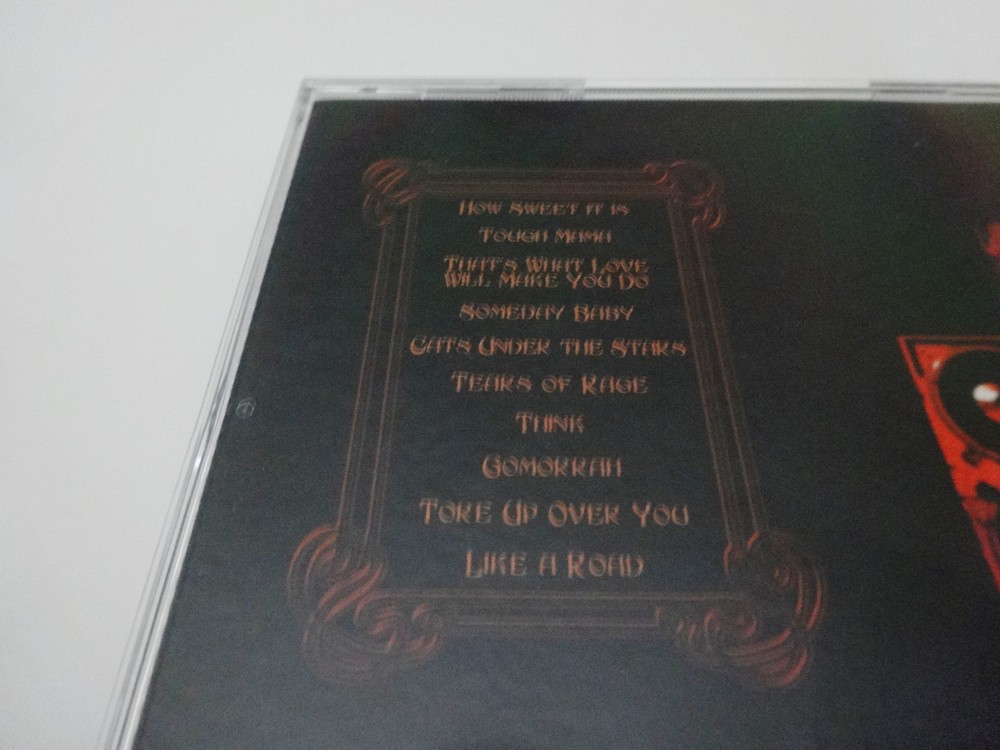 How Sweet It Is
Tough Mama
That's What Love
Will Make You Do
Someday Baby
Cats Under The Stars
Tears of Rage
Think
Gomorrah
Tore Up Over You
Like A Road